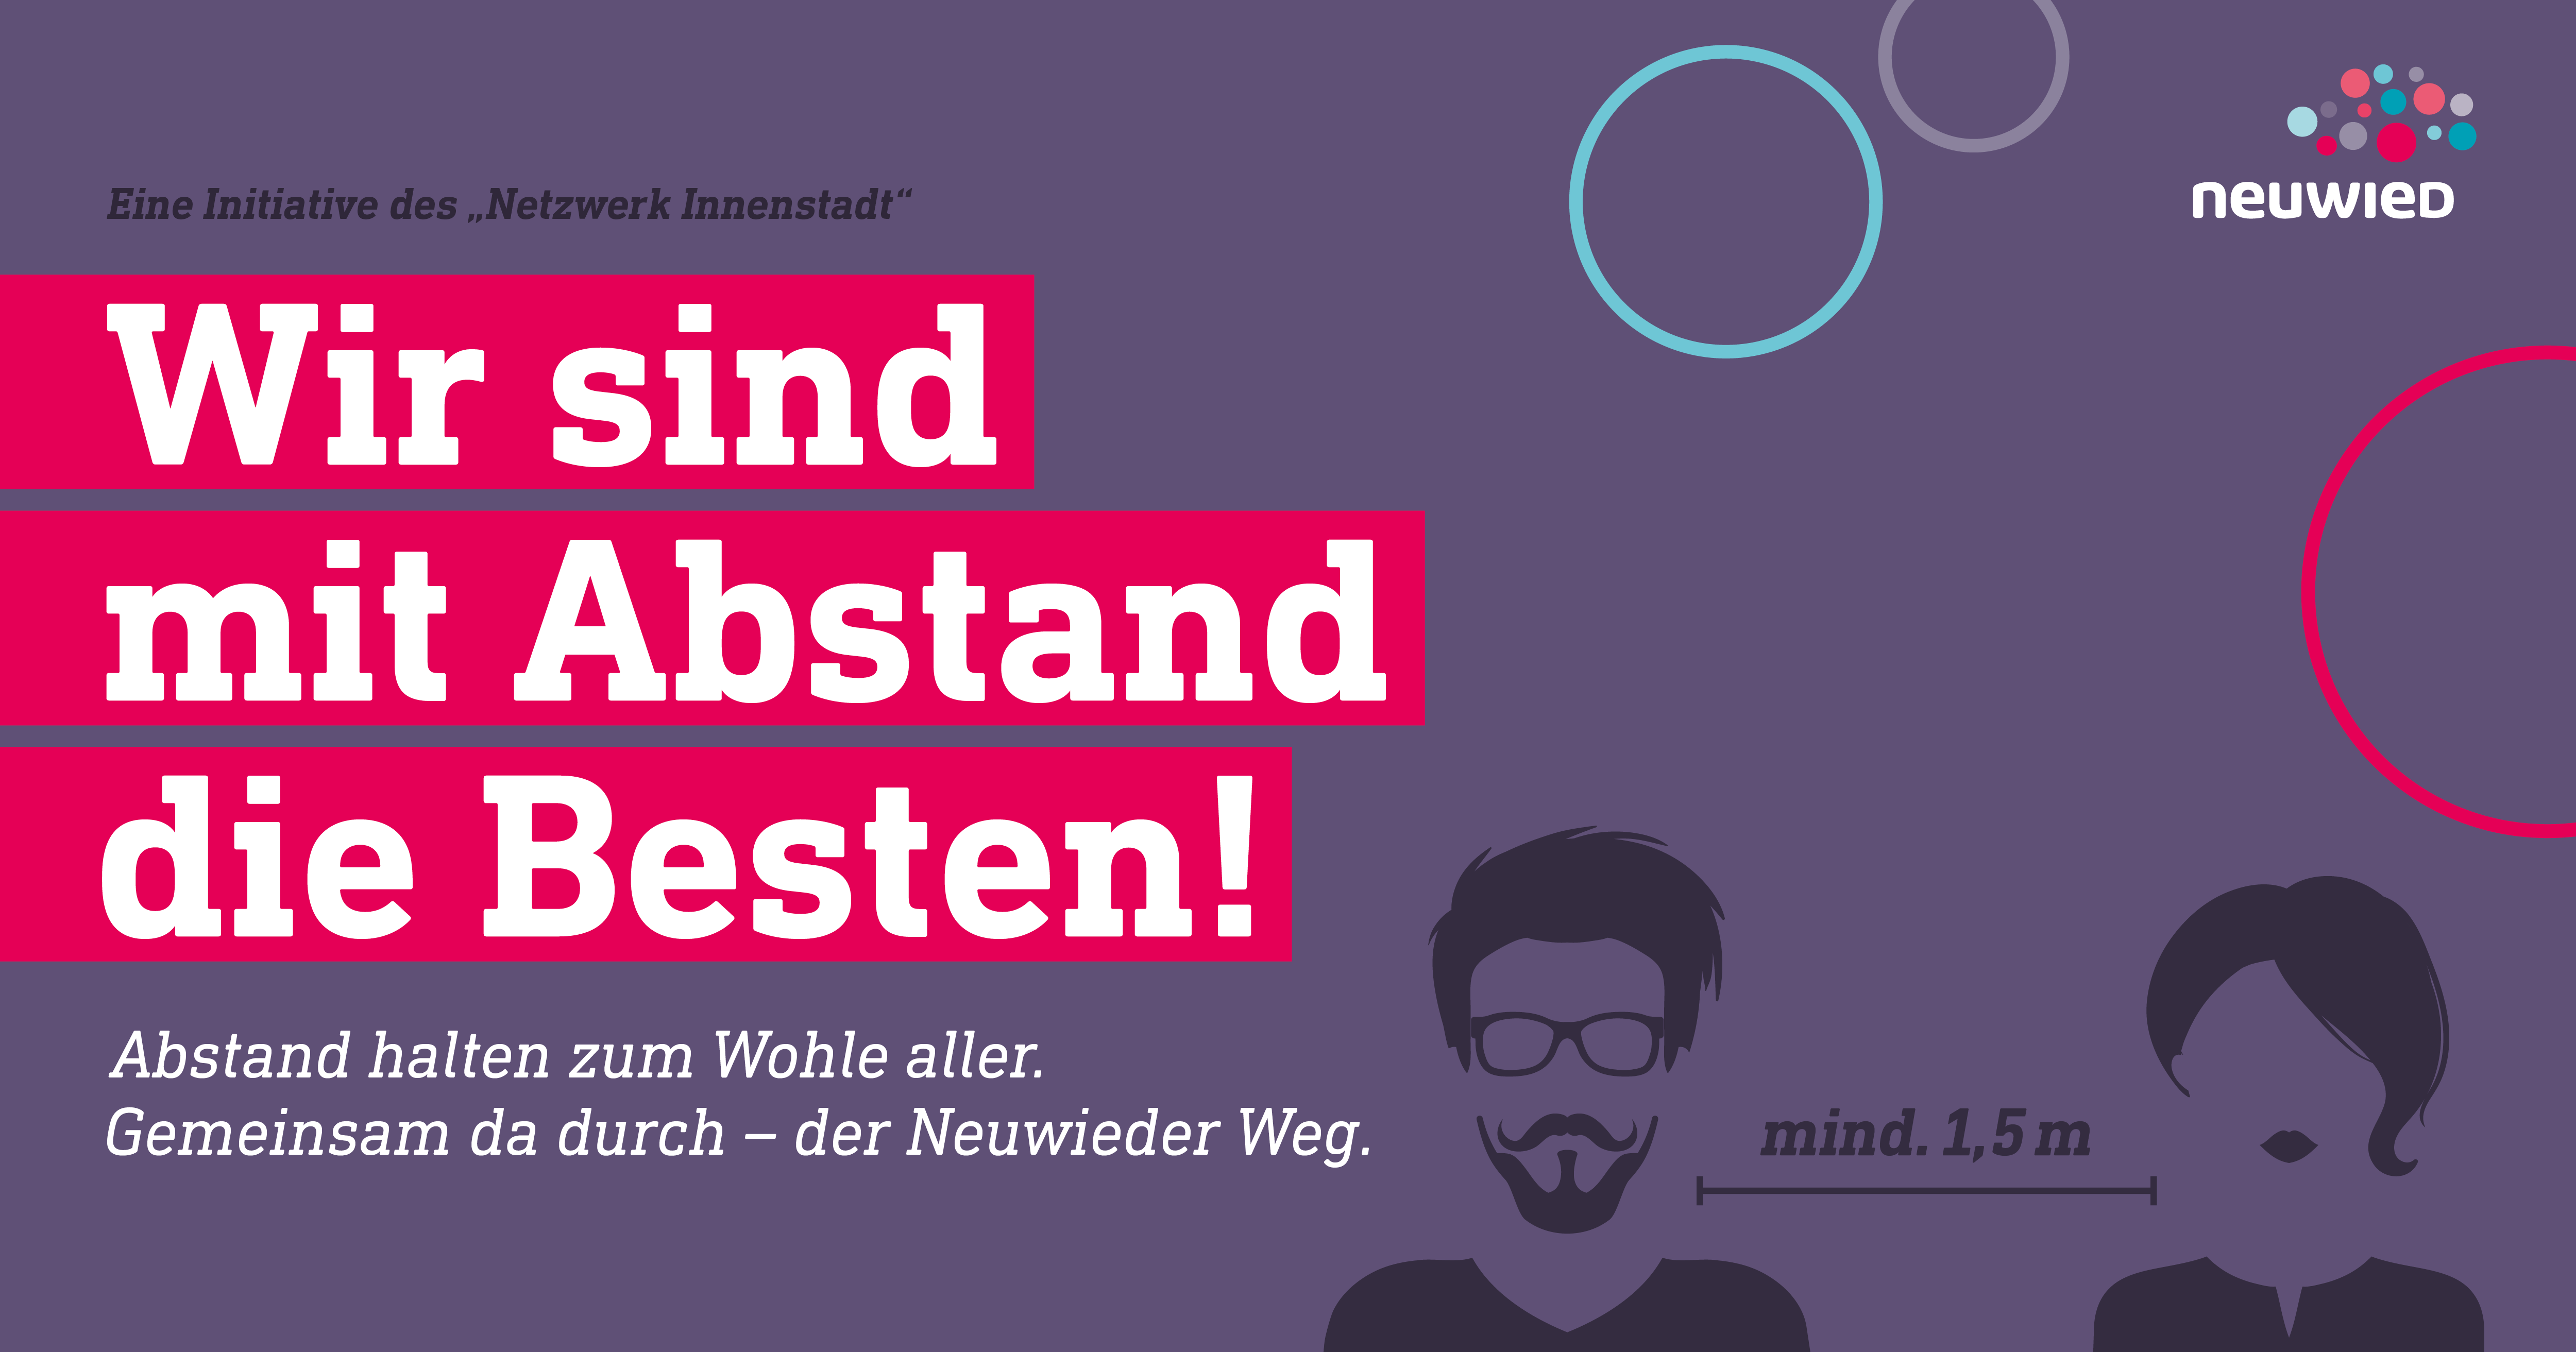 Eine Initiative des „Netzwerk Innenstadt“
neuwied
Wir sind
mit Abstand
die Besten!
Abstand halten zum Wohle aller.
Gemeinsam da durch – der Neuwieder Weg.
mind. 1,5 m